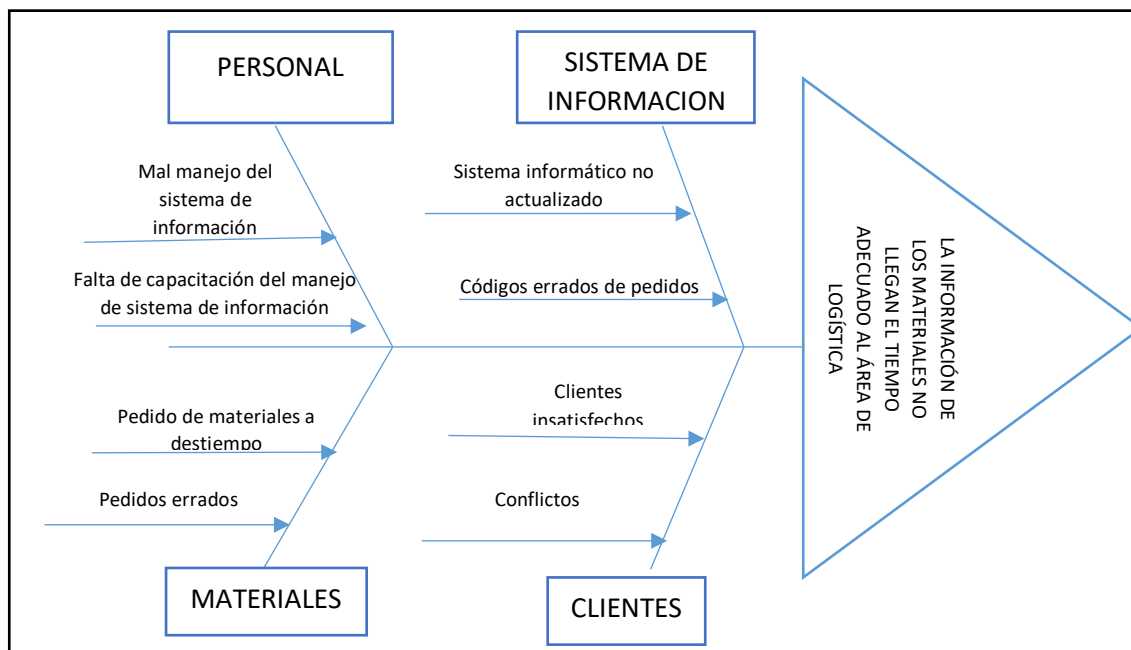 PERSONAL
SISTEMA DE
INFORMACION
Mal manejo del
sistema de
información
Falta de capacitación del manejo
de sistema de información
Sistema informático no
actualizado
Códigos errados de pedidos
LA INFORMACIÓN DE
LOS MATERIALES NO
LLEGAN EL TIEMPO
ADECUADO AL ÁREA DE
LOGÍSTICA
Pedido de materiales a
destiempo
Pedidos errados
Clientes
insatisfechos
Conflictos
MATERIALES
CLIENTES